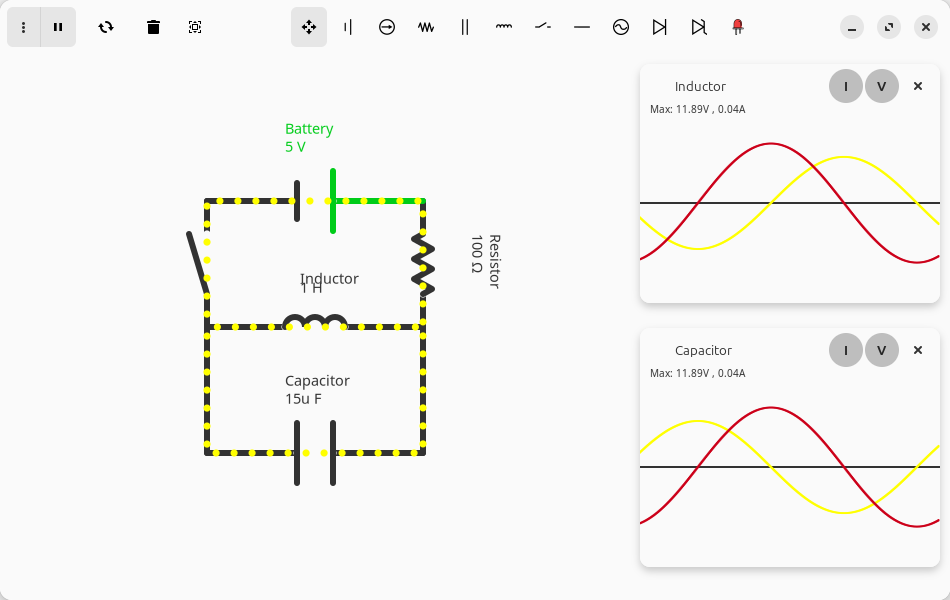 Battery
5 V
Resistor
100 Ω
Inductor
1 H
Capacitor
15u F
Inductor
I V
Max: 11.89V , 0.04A
Capacitor
I V
Max: 11.89V , 0.04A